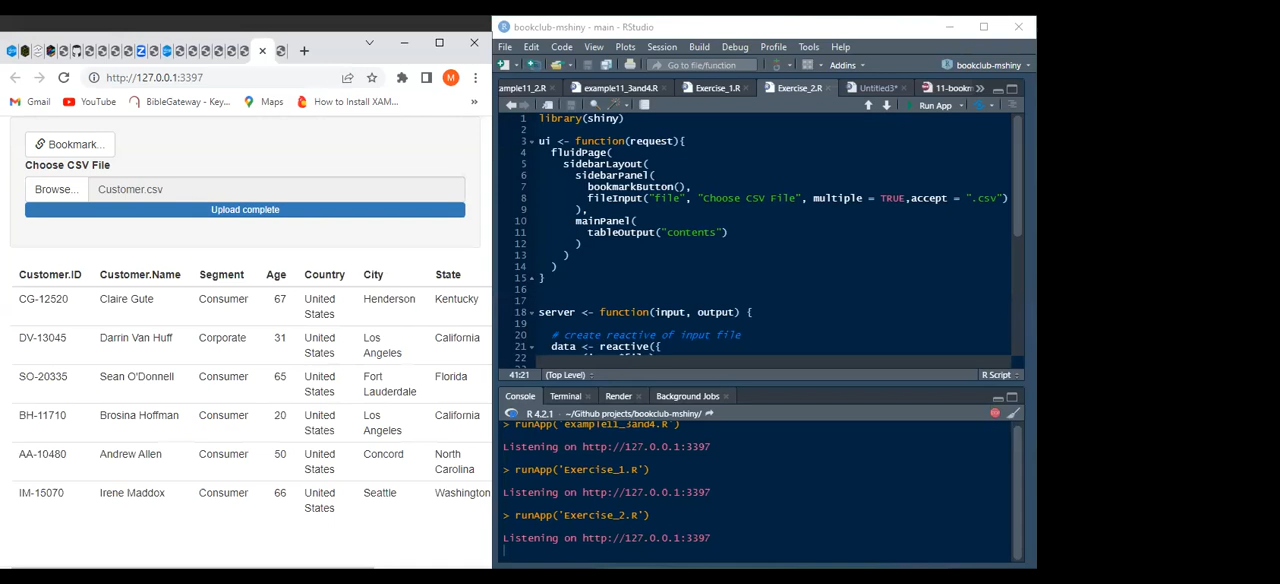 http://127.0.0.1:3397
Gmail
YouTube
BibleGateway - Key...
Maps
How to Install XAM...
»
M
Bookmark...
Choose CSV File
Browse...
Customer.csv
Upload complete
Customer.ID Customer.Name Segment Age Country City State
CG-12520 Claire Gute Consumer 67 United States Henderson Kentucky
DV-13045 Darrin Van Huff Corporate 31 United States Los Angeles California
SO-20335 Sean O'Donnell Consumer 65 United States Fort Lauderdale Florida
BH-11710 Brosina Hoffman Consumer 20 United States Los Angeles California
AA-10480 Andrew Allen Consumer 50 United States Concord North Carolina
IM-15070 Irene Maddox Consumer 66 United States Seattle Washington
bookclub-mshiny - main - RStudio
File Edit Code View Plots Session Build Debug Profile Tools Help
Go to file/function
Addins
bookclub-mshiny
ample11_2.R
example11_3and4.R
Exercise_1.R
Exercise_2.R
Untitled3*
11-bookm
Run App
1 library(shiny)
2
3 ui <- function(request){
4 fluidPage(
5 sidebarLayout(
6 sidebarPanel(
7 bookmarkButton(),
8 fileInput("file", "Choose CSV File", multiple = TRUE,accept = ".csv")
9 ),
10 mainPanel(
11 tableOutput("contents")
12 )
13 )
14 )
15 }
16
17
18 server <- function(input, output) {
19
20 # create reactive of input file
21 data <- reactive({
22
41:21 (Top Level) R Script
Console Terminal Render Background Jobs
R 4.2.1 · ~/Github projects/bookclub-mshiny/
> runApp('example11_3and4.R')
Listening on http://127.0.0.1:3397
> runApp('Exercise_1.R')
Listening on http://127.0.0.1:3397
> runApp('Exercise_2.R')
Listening on http://127.0.0.1:3397